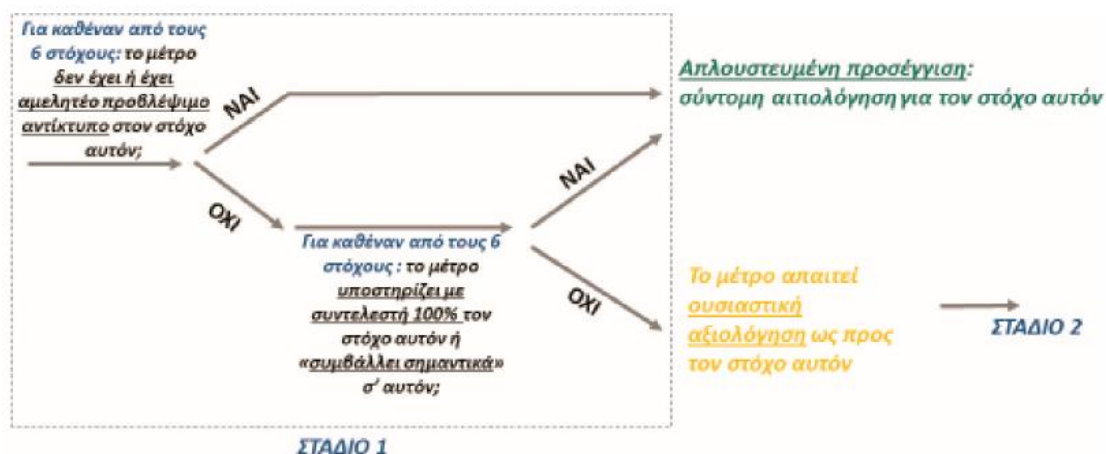 Για καθέναν από τους
6 στόχους: το μέτρο
δεν έχει ή έχει
αμελητέο προβλέψιμο
αντίκτυπο στον στόχο
αυτόν;
ΝΑΙ
Απλουστευμένη προσέγγιση:
σύντομη αιτιολόγηση για τον στόχο αυτόν
ΟΧΙ
Για καθέναν από τους 6
στόχους : το μέτρο
υποστηρίζει με
συντελεστή 100% τον
στόχο αυτόν ή
«συμβάλλει σημαντικά»
σ' αυτόν;
ΝΑΙ
ΟΧΙ
Το μέτρο απαιτεί
ουσιαστική
αξιολόγηση ως προς
τον στόχο αυτόν
ΣΤΑΔΙΟ 2
ΣΤΑΔΙΟ 1